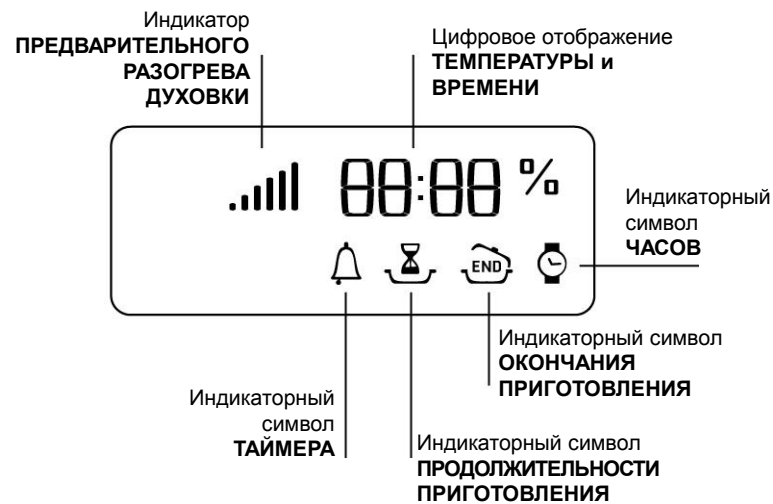 Индикатор
ПРЕДВАРИТЕЛЬНОГО
РАЗОГРЕВА
ДУХОВКИ
Цифровое отображение
ТЕМПЕРАТУРЫ и
ВРЕМЕНИ
88:88 %
END
Индикаторный
символ
ЧАСОВ
Индикаторный символ
ОКОНЧАНИЯ
ПРИГОТОВЛЕНИЯ
Индикаторный
символ
ТАЙМЕРА
Индикаторный символ
ПРОДОЛЖИТЕЛЬНОСТИ
ПРИГОТОВЛЕНИЯ